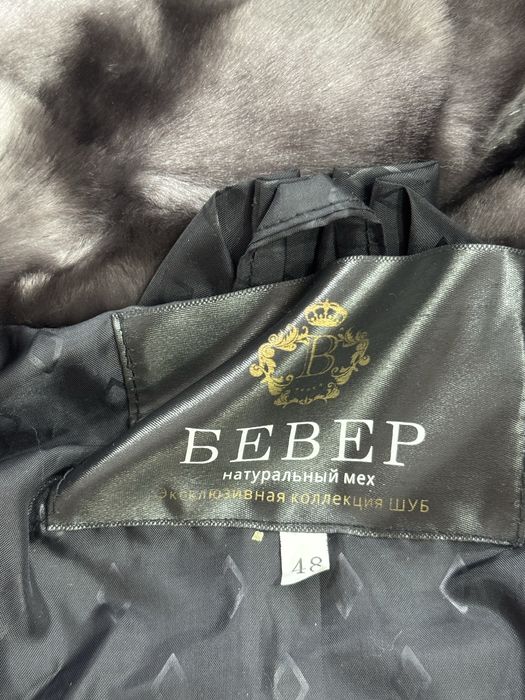 B
БЕВЕР
натуральный мех
Эксклюзивная коллекция ШУБ
48